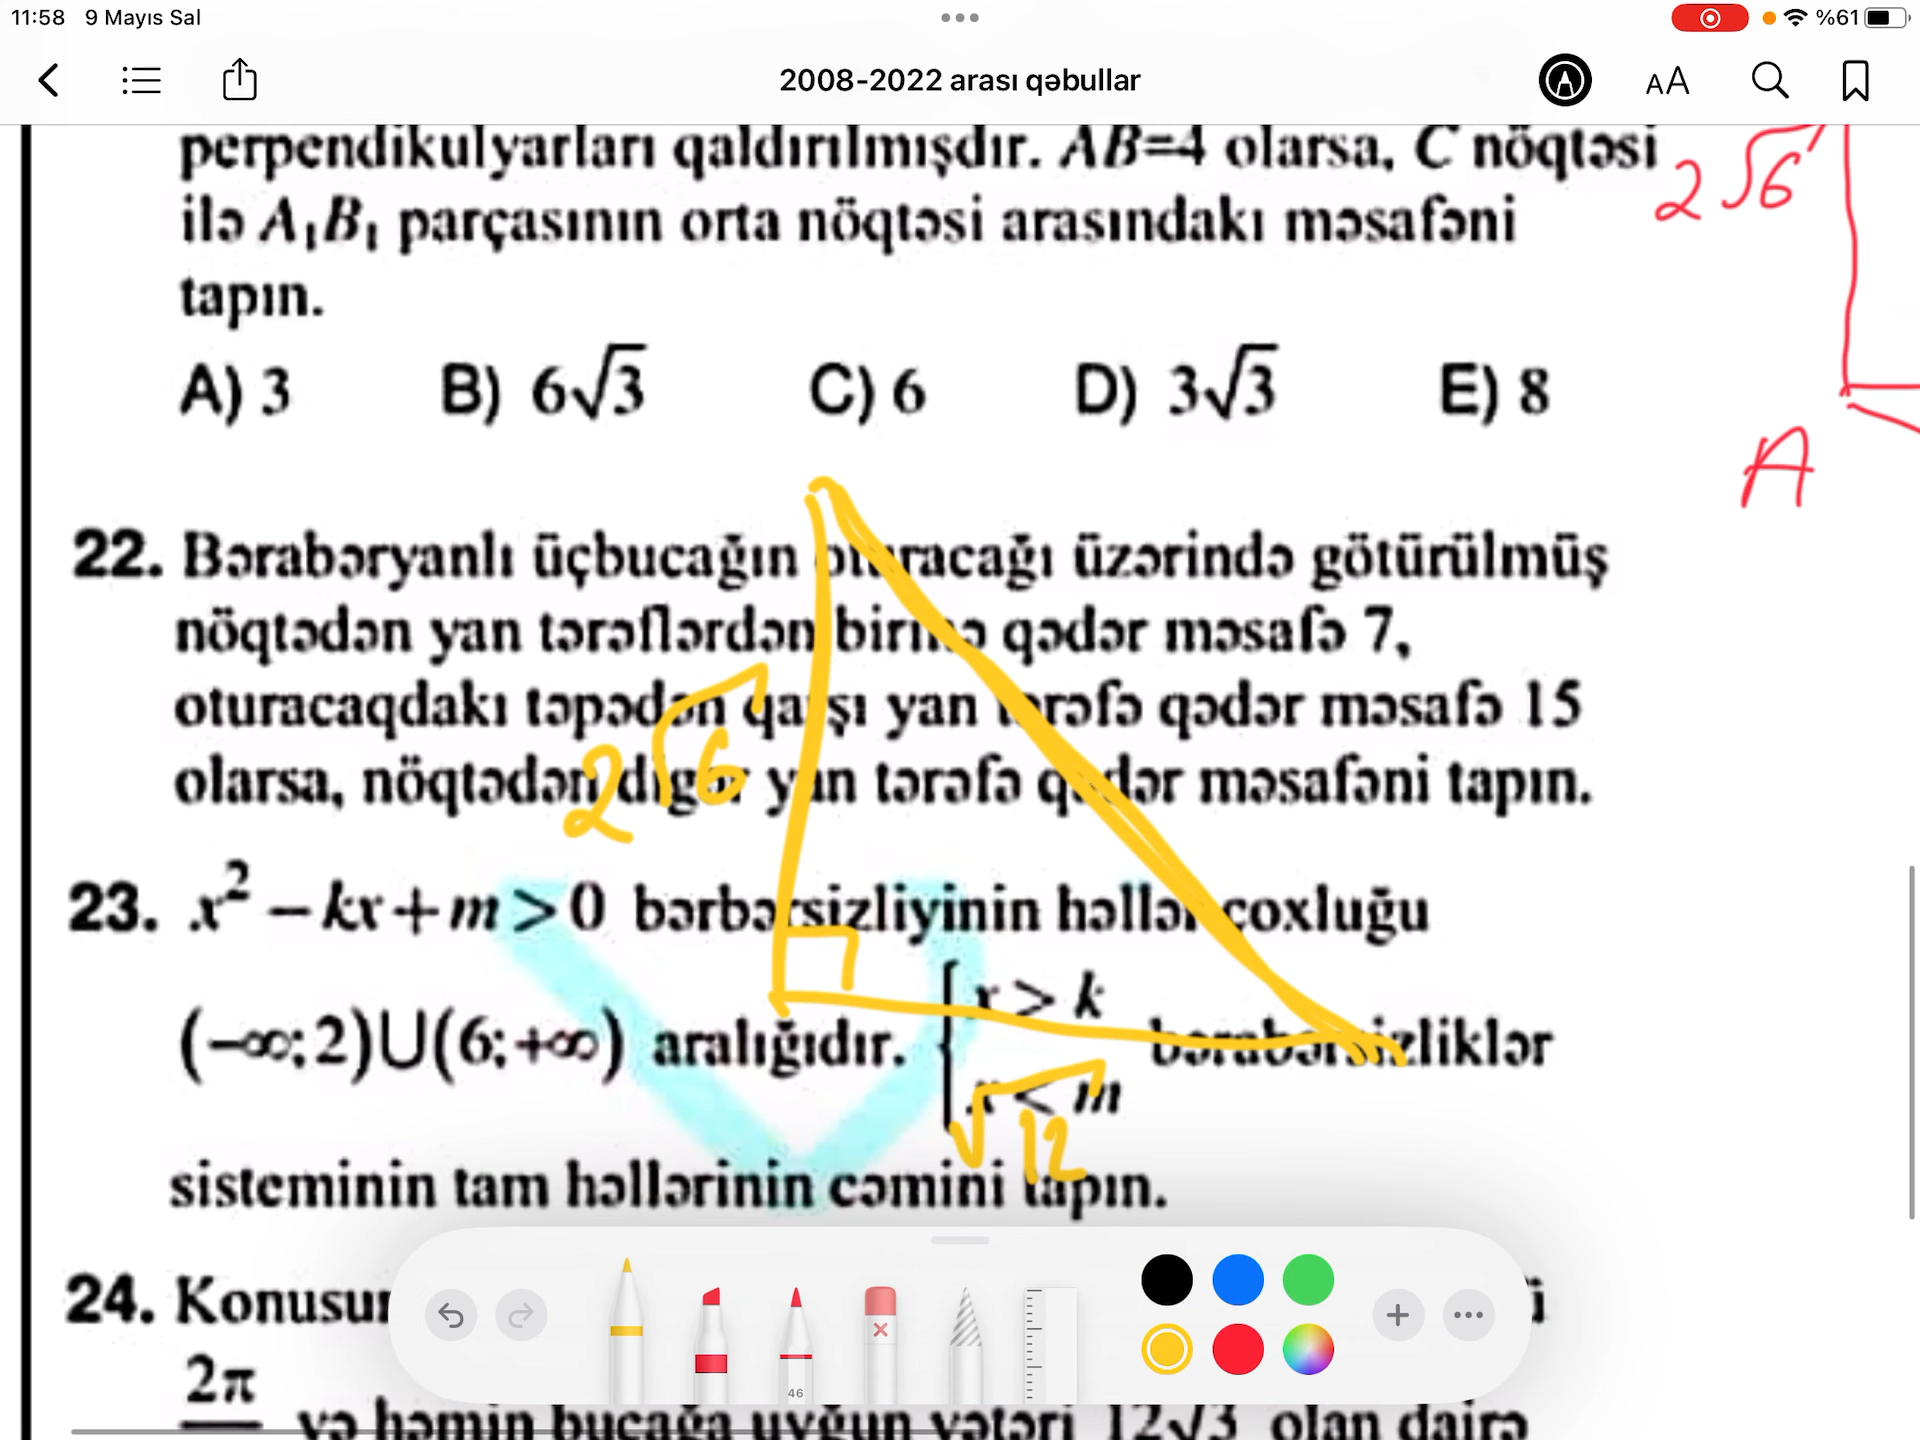 11:58 9 Mayıs Sal
%61
2008-2022 arası qəbullar
AA
perpendikulyarları qaldırılmışdır. AB=4 olarsa, C nöqtəsi
2√6
ilə A₁B₁ parçasının orta nöqtəsi arasındakı məsafəni
tapın.
A) 3 B) 6√3 C) 6 D) 3√3 E) 8
A
22. Bərabəryanlı üçbucağın oturacağı üzərində götürülmüş
nöqtədən yan tərəflərdən birinə qədər məsafə 7,
oturacaqdakı təpədən qarşı yan tərəfə qədər məsafə 15
2√6
olarsa, nöqtədən digər yan tərəfə qədər məsafəni tapın.
23. x² – kx + m > 0 bərbərsizliyinin həllər çoxluğu
(–∞; 2)∪(6; +∞) aralığıdır. { x > k x < m bərabərsizliklər
√12
sisteminin tam həllərinin cəmini tapın.
24. Konusun
46
2π
və həmin bucağa uyğun vətəri 12√3 olan dairə